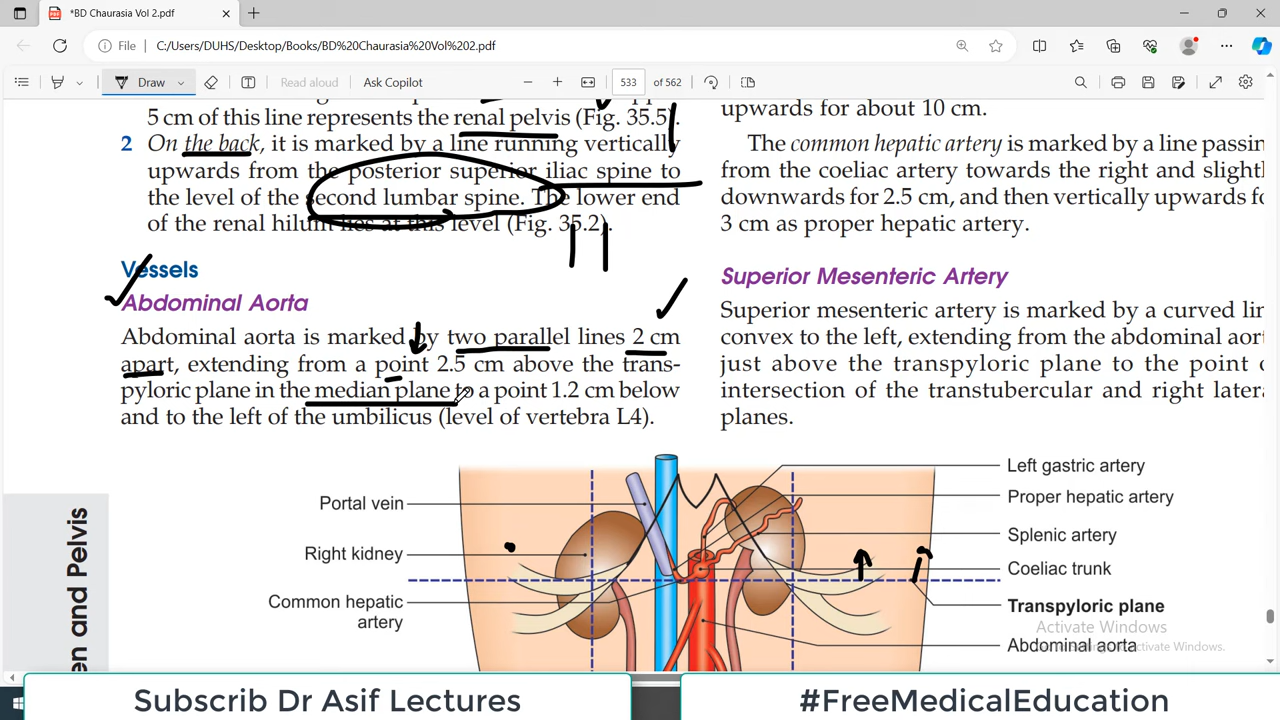 *BD Chaurasia Vol 2.pdf
File
C:/Users/DUHS/Desktop/Books/BD%20Chaurasia%20Vol%202.pdf
Draw
Read aloud
Ask Copilot
533 of 562
5 cm of this line represents the renal pelvis (Fig. 35.5).
2 On the back, it is marked by a line running vertically
upwards from the posterior superior iliac spine to
the level of the second lumbar spine. The lower end
of the renal hilum lies at this level (Fig. 35.2).
Vessels
Abdominal Aorta
Abdominal aorta is marked by two parallel lines 2 cm
apart, extending from a point 2.5 cm above the trans-
pyloric plane in the median plane to a point 1.2 cm below
and to the left of the umbilicus (level of vertebra L4).
upwards for about 10 cm.
The common hepatic artery is marked by a line passin
from the coeliac artery towards the right and slightl
downwards for 2.5 cm, and then vertically upwards fo
3 cm as proper hepatic artery.
Superior Mesenteric Artery
Superior mesenteric artery is marked by a curved lin
convex to the left, extending from the abdominal aort
just above the transpyloric plane to the point o
intersection of the transtubercular and right latera
planes.
Portal vein
Right kidney
Common hepatic
artery
Left gastric artery
Proper hepatic artery
Splenic artery
Coeliac trunk
Transpyloric plane
Abdominal aorta
en and Pelvis
Activate Windows
Go to Settings to activate Windows.
Subscrib Dr Asif Lectures
#FreeMedicalEducation